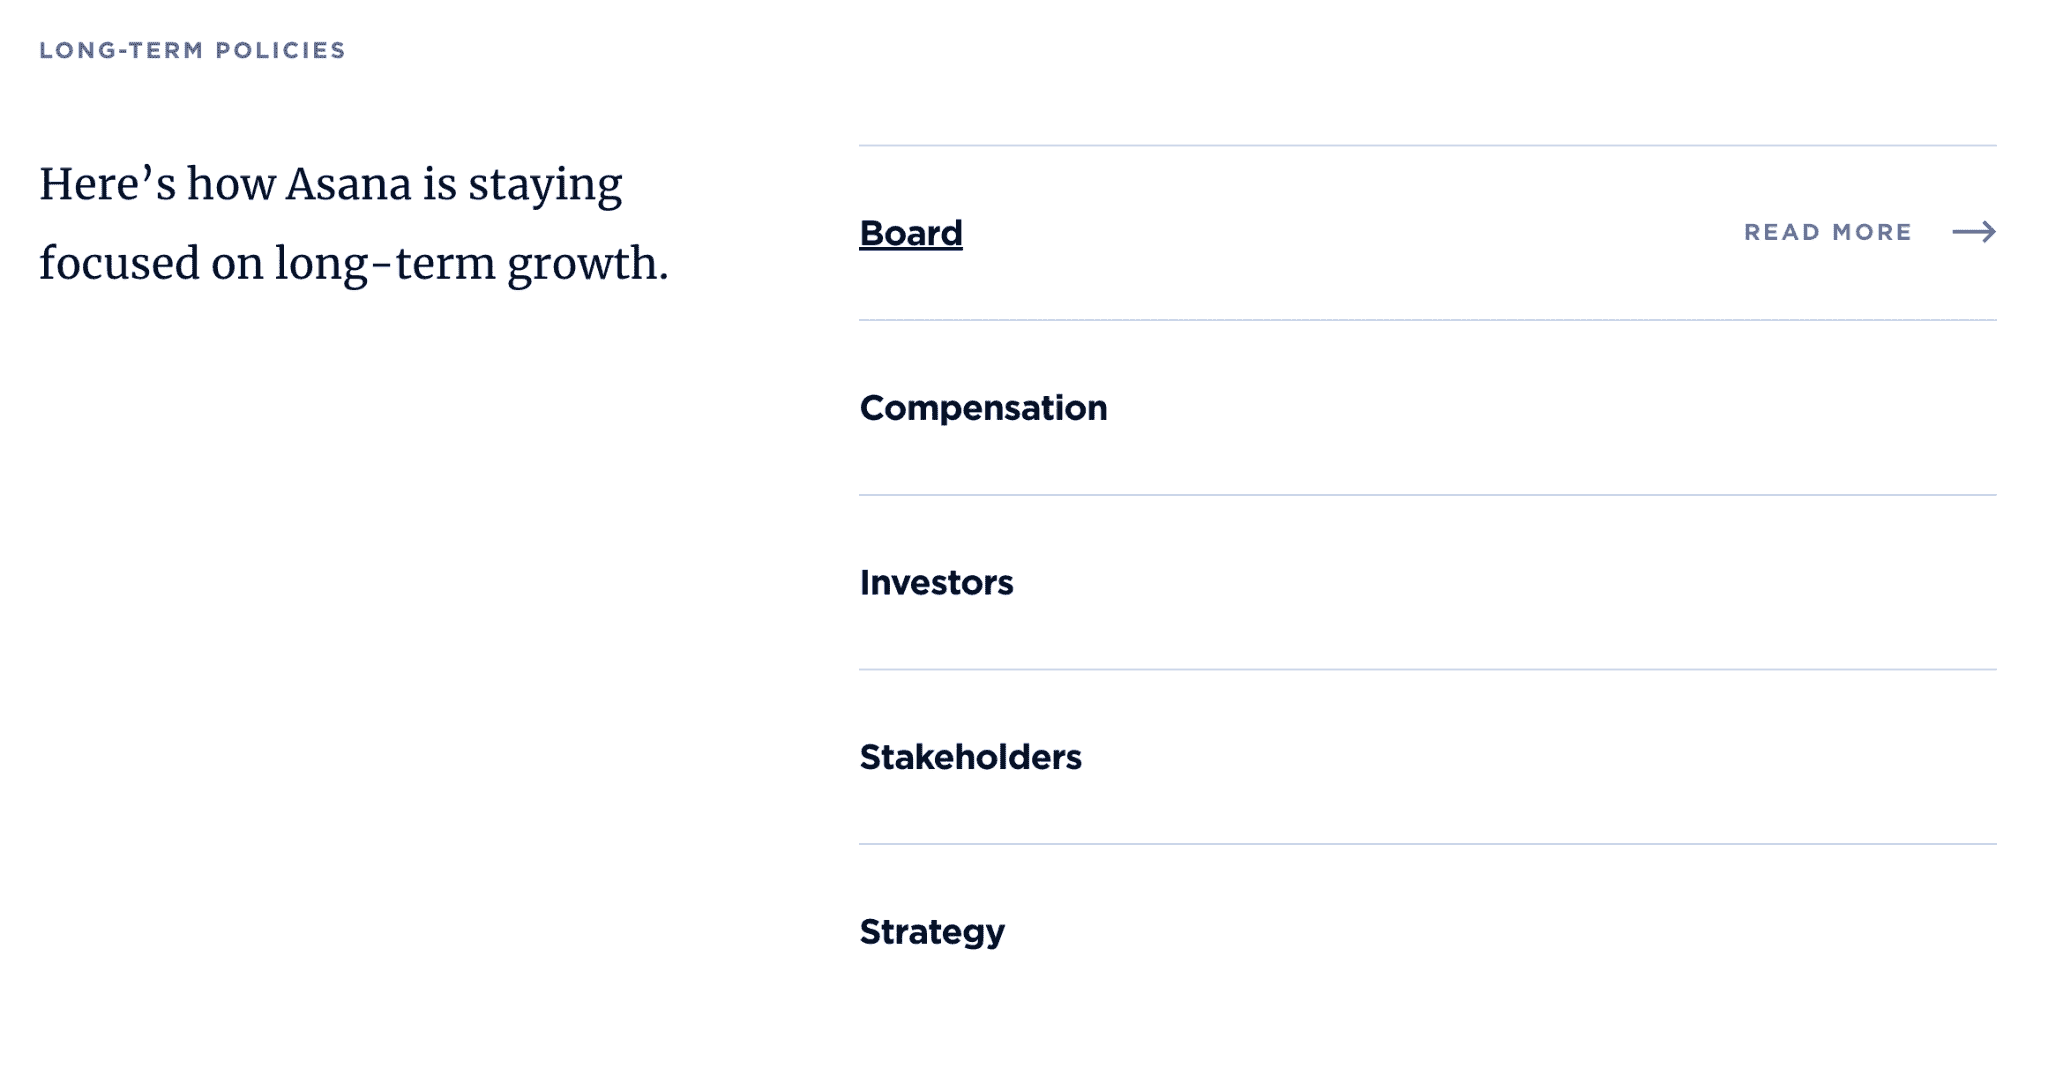 LONG-TERM POLICIES
Here’s how Asana is staying
focused on long-term growth.
Board
READ MORE
Compensation
Investors
Stakeholders
Strategy